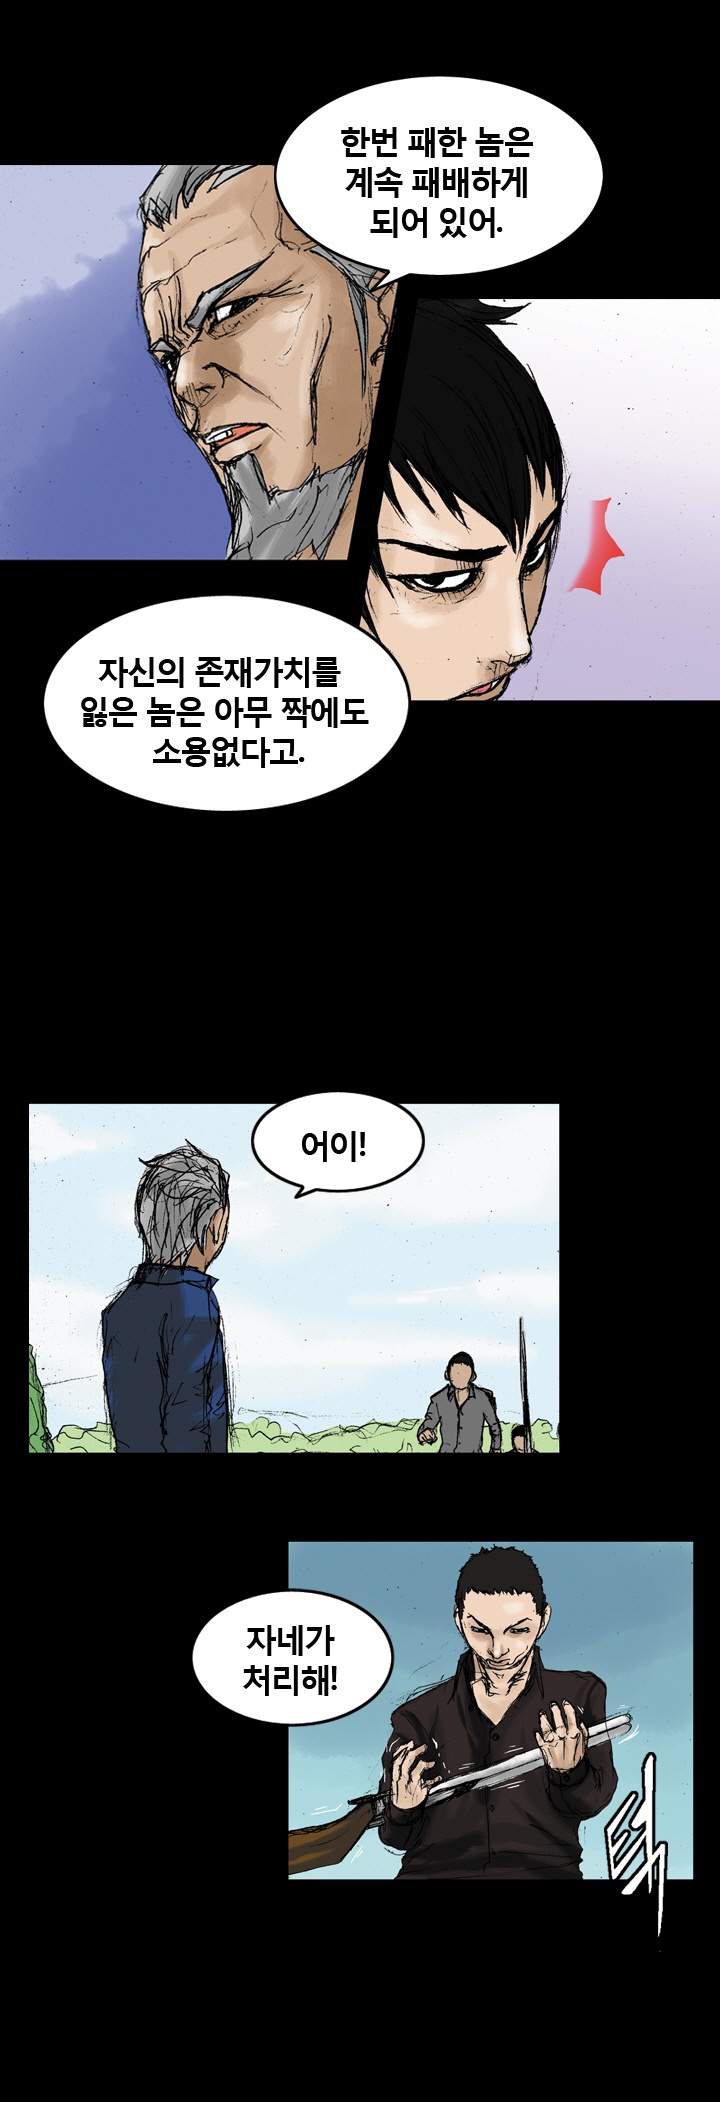 한번 패한 놈은
계속 패배하게
되어 있어.
자신의 존재가치를
잃은 놈은 아무 짝에도
소용없다고.
어이!
자네가
처리해!
턱